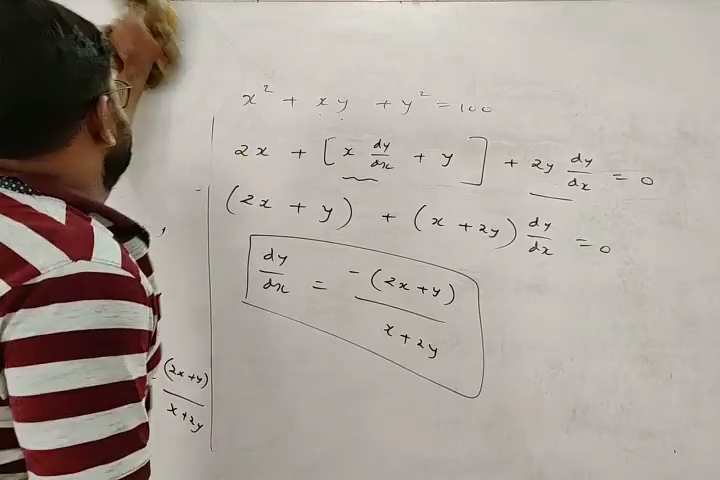 x² + xy + y² = 100
2x + [x dy/dx + y] + 2y dy/dx = 0
(2x + y) + (x + 2y) dy/dx = 0
dy/dx = -(2x+y)/x+2y
(2x+y)/x+2y